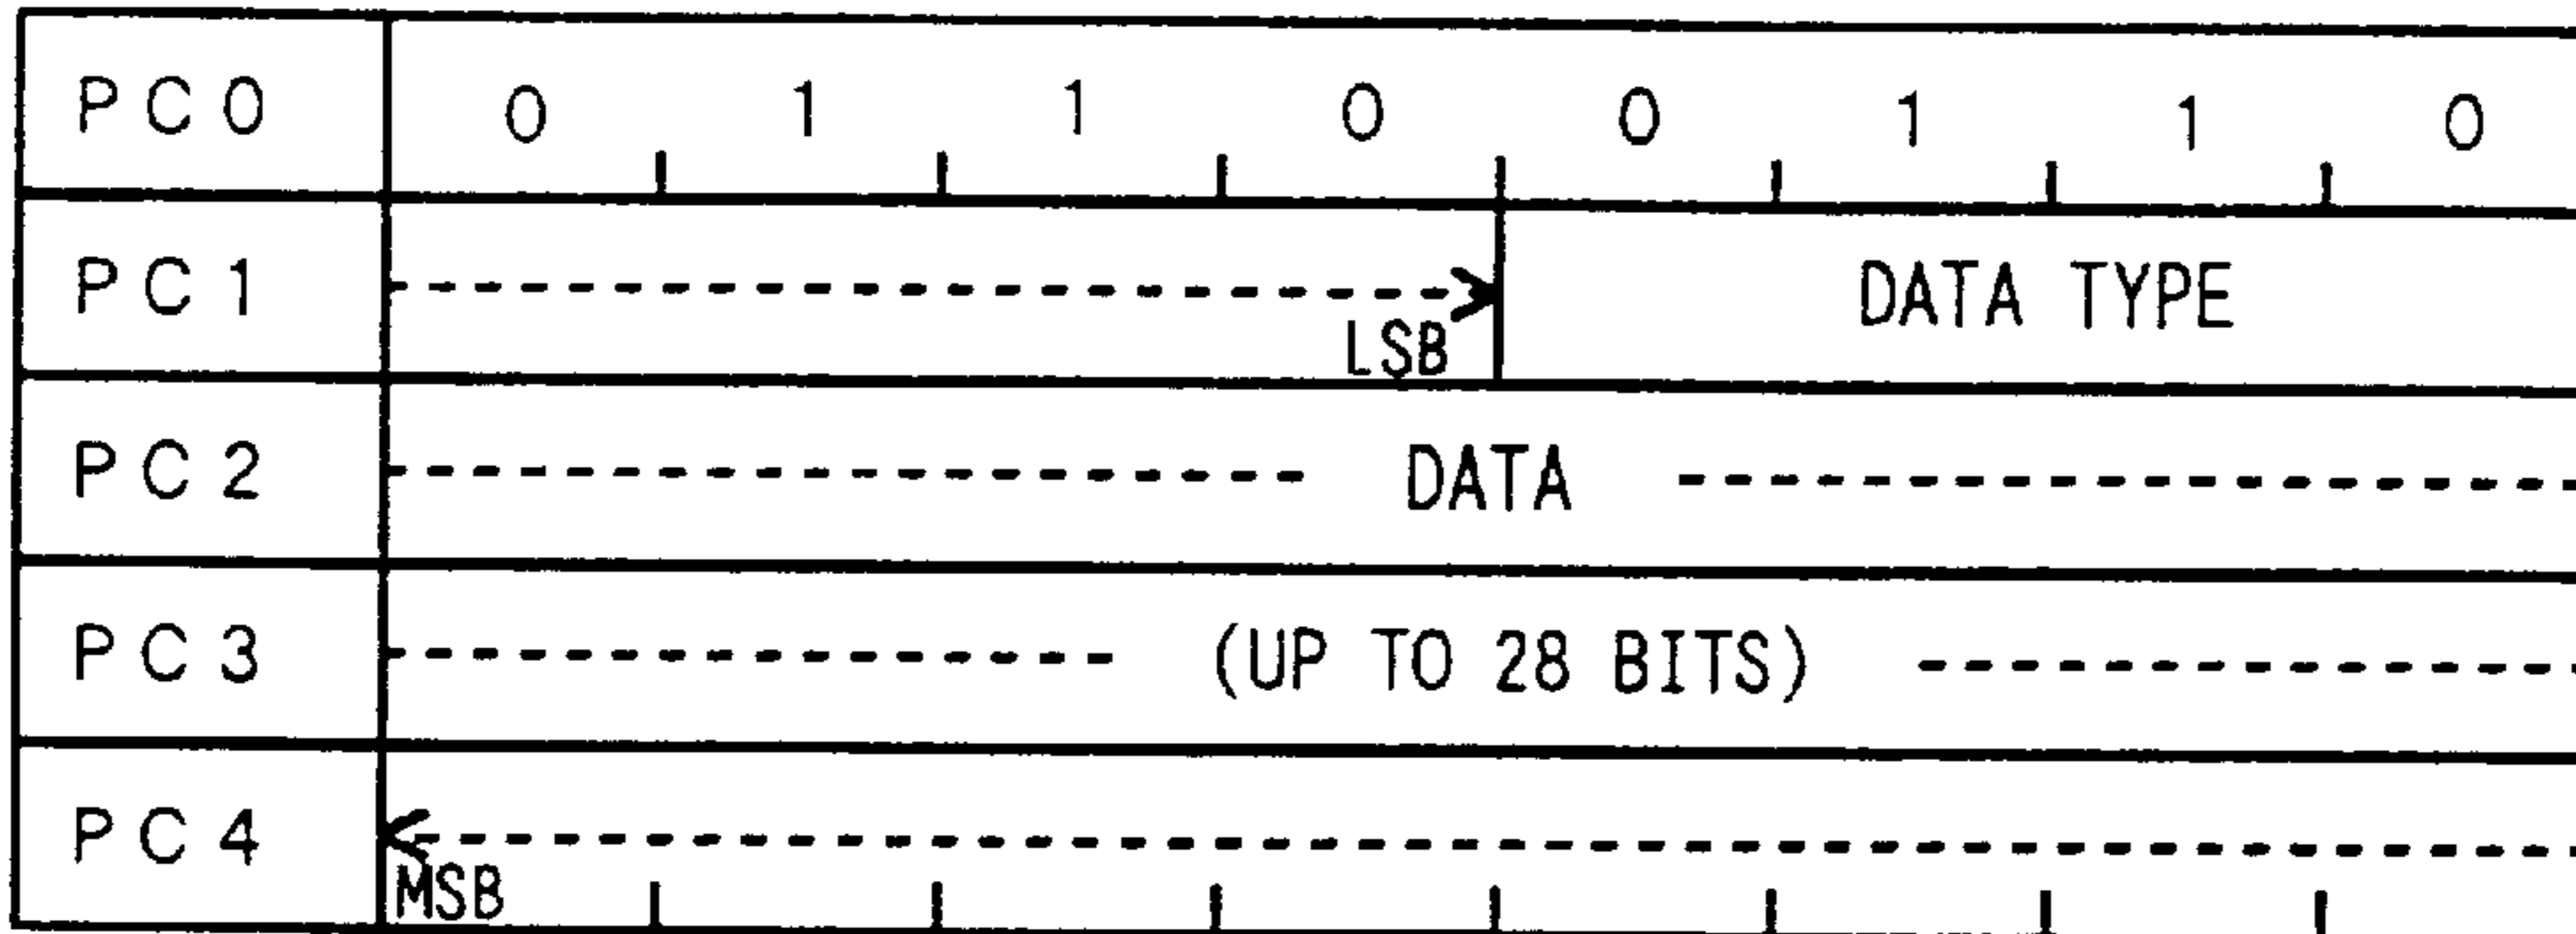 PC0 0 1 1 0 0 1 1 0
PC1 DATA TYPE
LSB
PC2 DATA
PC3 (UP TO 28 BITS)
PC4
MSB